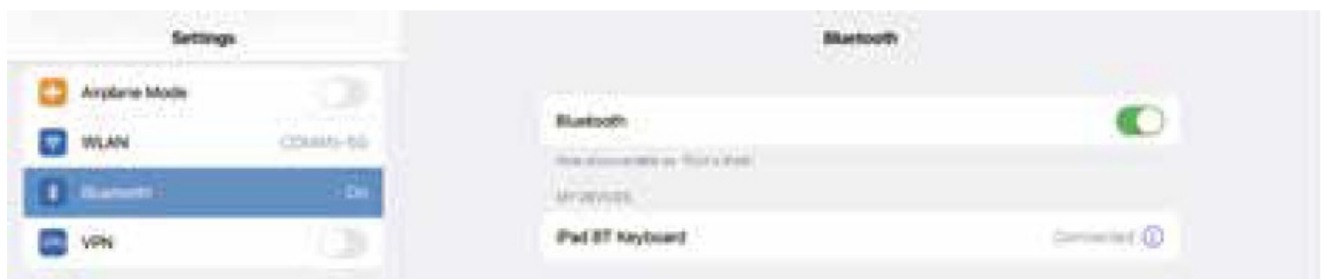 Settings
Bluetooth
Airplane Mode
WLAN
Bluetooth On
VPN
Bluetooth
MY DEVICES
iPad BT Keyboard Connected